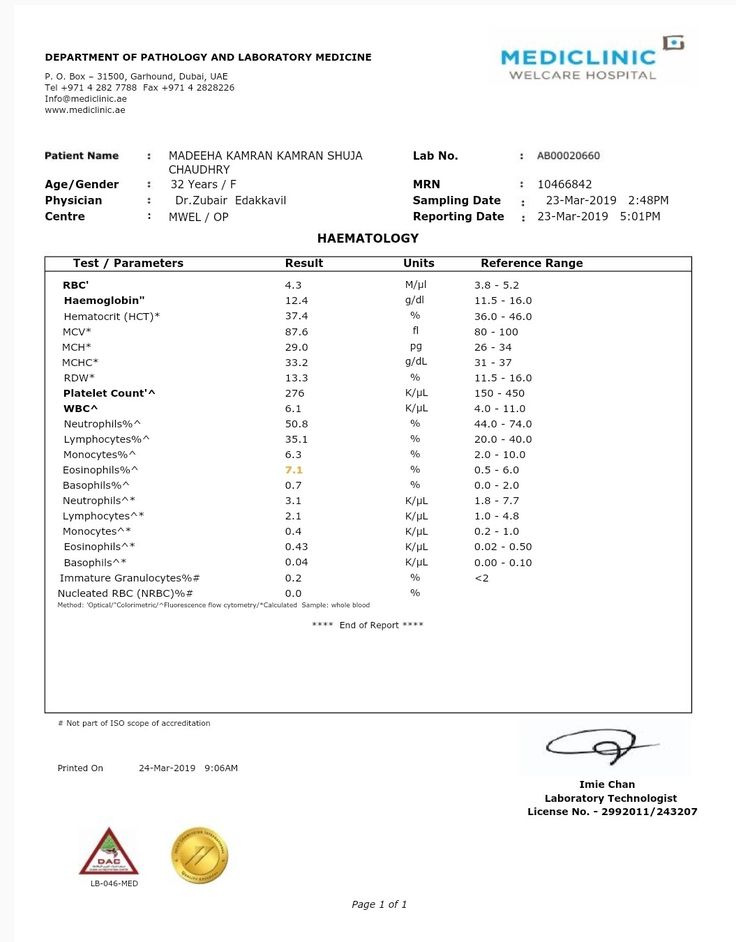 DEPARTMENT OF PATHOLOGY AND LABORATORY MEDICINE
P. O. Box – 31500, Garhound, Dubai, UAE
Tel +971 4 282 7788 Fax +971 4 2828226
Info@mediclinic.ae
www.mediclinic.ae
MEDICLINIC
WELCARE HOSPITAL
Patient Name : MADEEHA KAMRAN KAMRAN SHUJA CHAUDHRY Lab No. : AB00020660
Age/Gender : 32 Years / F MRN : 10466842
Physician : Dr.Zubair Edakkavil Sampling Date : 23-Mar-2019 2:48PM
Centre : MWEL / OP Reporting Date : 23-Mar-2019 5:01PM
HAEMATOLOGY
Test / Parameters Result Units Reference Range
RBC' 4.3 M/µl 3.8 - 5.2
Haemoglobin" 12.4 g/dl 11.5 - 16.0
Hematocrit (HCT)* 37.4 % 36.0 - 46.0
MCV* 87.6 fl 80 - 100
MCH* 29.0 pg 26 - 34
MCHC* 33.2 g/dL 31 - 37
RDW* 13.3 % 11.5 - 16.0
Platelet Count'^ 276 K/µL 150 - 450
WBC^ 6.1 K/µL 4.0 - 11.0
Neutrophils%^ 50.8 % 44.0 - 74.0
Lymphocytes%^ 35.1 % 20.0 - 40.0
Monocytes%^ 6.3 % 2.0 - 10.0
Eosinophils%^ 7.1 % 0.5 - 6.0
Basophils%^ 0.7 % 0.0 - 2.0
Neutrophils^* 3.1 K/µL 1.8 - 7.7
Lymphocytes^* 2.1 K/µL 1.0 - 4.8
Monocytes^* 0.4 K/µL 0.2 - 1.0
Eosinophils^* 0.43 K/µL 0.02 - 0.50
Basophils^* 0.04 K/µL 0.00 - 0.10
Immature Granulocytes%# 0.2 % <2
Nucleated RBC (NRBC)%# 0.0 %
Method: 'Optical/"Colorimetric/^Fluorescence flow cytometry/*Calculated Sample: whole blood
**** End of Report ****
# Not part of ISO scope of accreditation
Printed On 24-Mar-2019 9:06AM
Imie Chan
Laboratory Technologist
License No. - 2992011/243207
DAC
LB-046-MED
Page 1 of 1